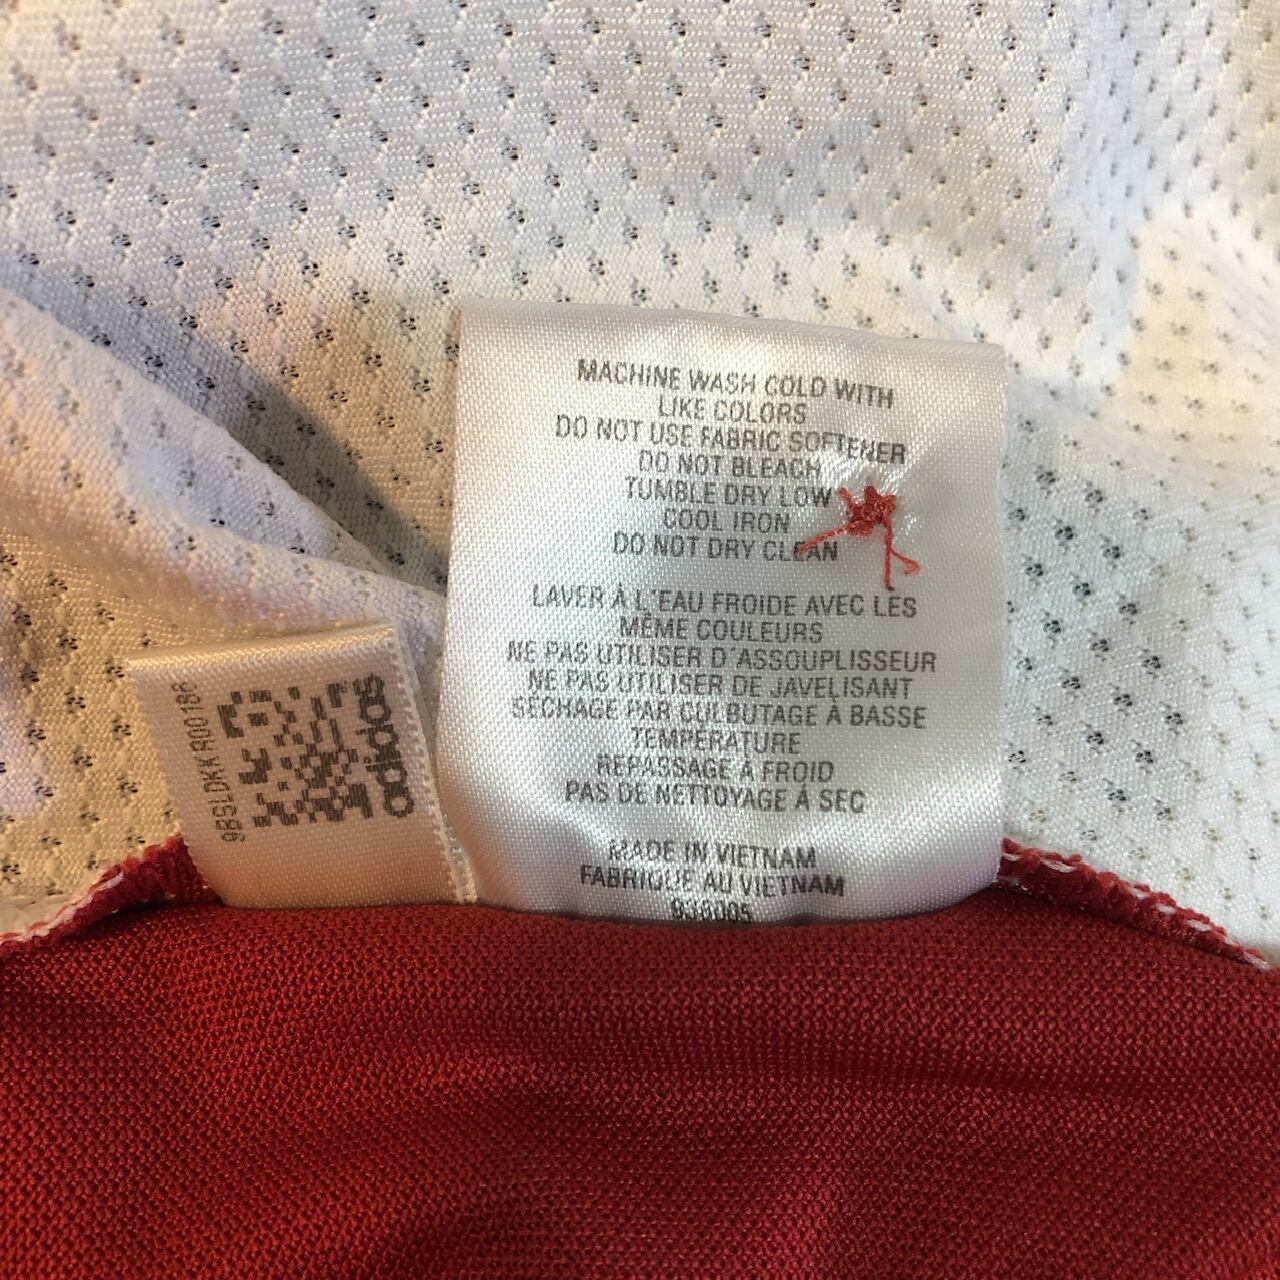 MACHINE WASH COLD WITH
LIKE COLORS
DO NOT USE FABRIC SOFTENER
DO NOT BLEACH
TUMBLE DRY LOW
COOL IRON
DO NOT DRY CLEAN
LAVER À L'EAU FROIDE AVEC LES
MÊME COULEURS
NE PAS UTILISER D'ASSOUPLISSEUR
NE PAS UTILISER DE JAVELISANT
SÉCHAGE PAR CULBUTAGE À BASSE
TEMPÉRATURE
REPASSAGE À FROID
PAS DE NETTOYAGE À SEC
MADE IN VIETNAM
FABRIQUE AU VIETNAM
938005
adidas